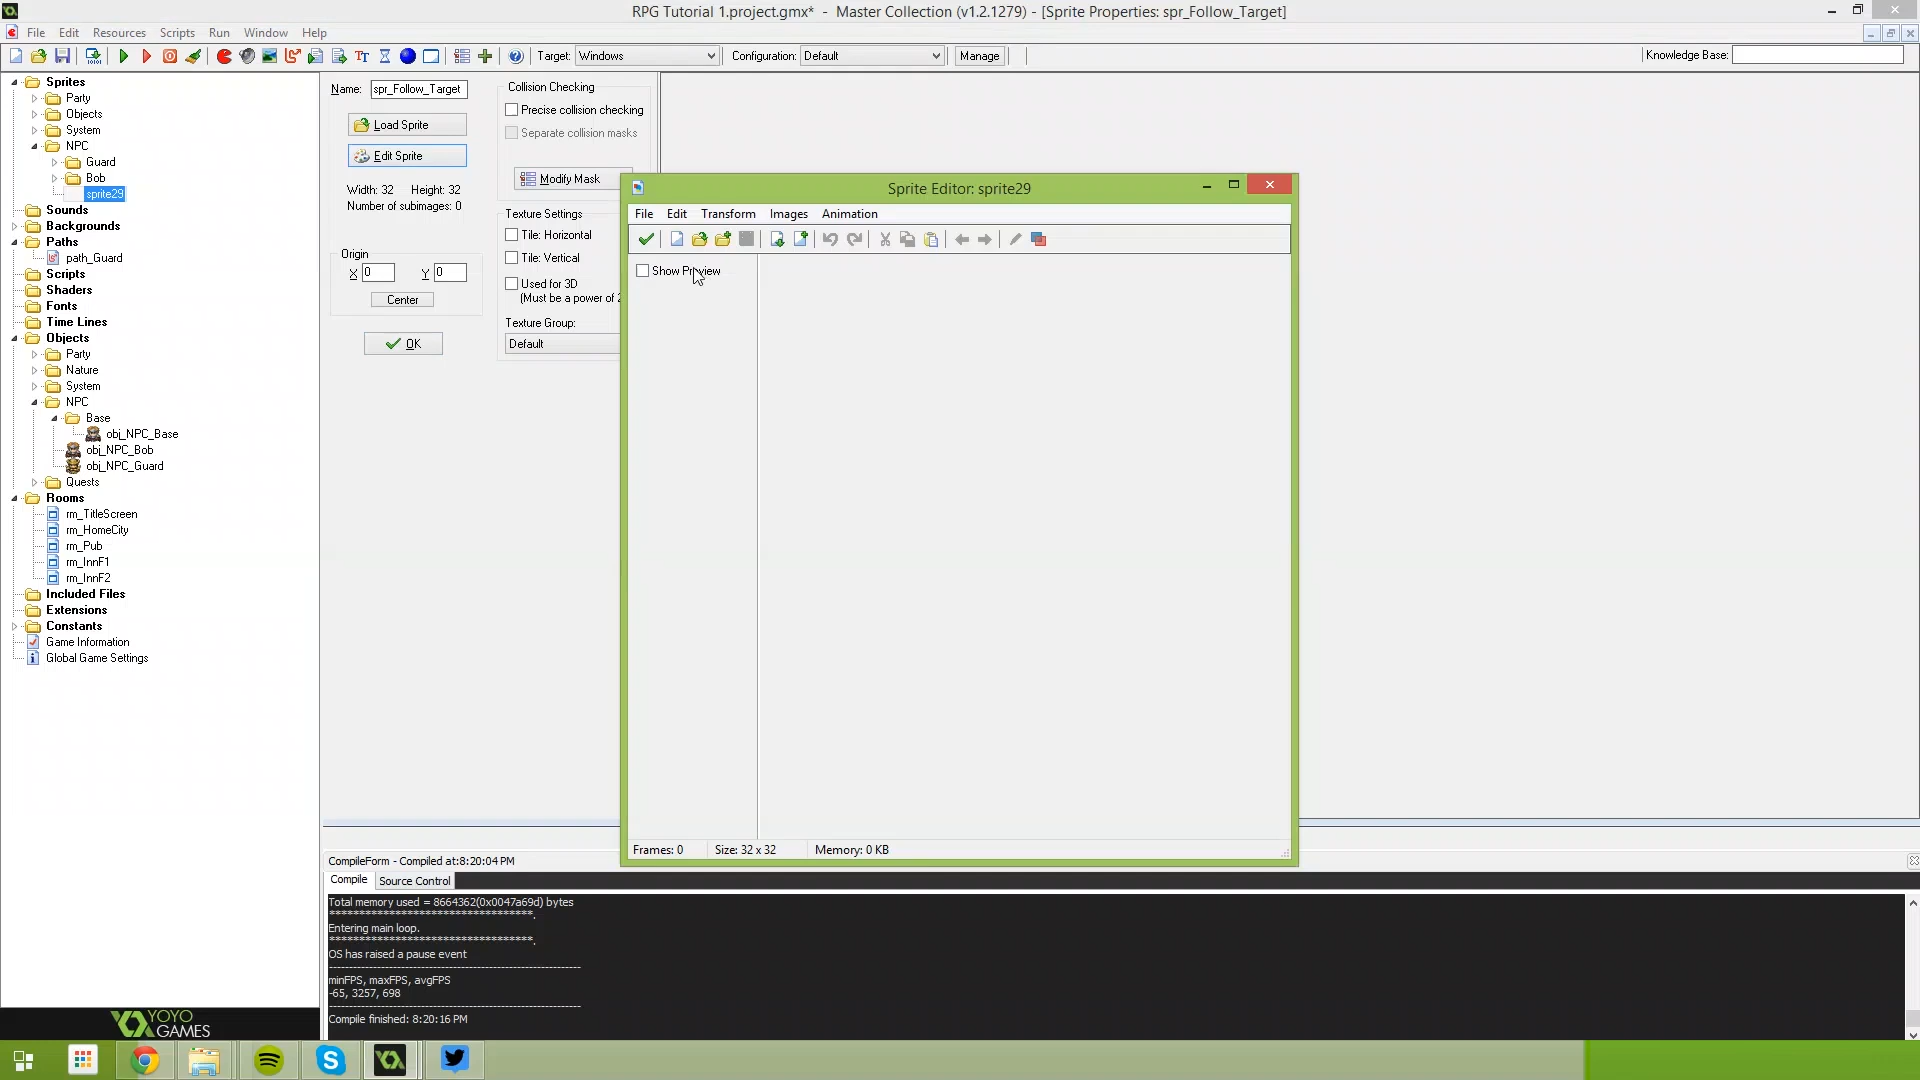 RPG Tutorial 1.project.gmx* - Master Collection (v1.2.1279) - [Sprite Properties: spr_Follow_Target]
File Edit Resources Scripts Run Window Help
Target: Windows Configuration: Default Manage Knowledge Base:
Sprites
Party
Objects
System
NPC
Guard
Bob
sprite29
Sounds
Backgrounds
Paths
path_Guard
Scripts
Shaders
Fonts
Time Lines
Objects
Party
Nature
System
NPC
Base
obj_NPC_Base
obj_NPC_Bob
obj_NPC_Guard
Quests
Rooms
rm_TitleScreen
rm_HomeCity
rm_Pub
rm_InnF1
rm_InnF2
Included Files
Extensions
Constants
Game Information
Global Game Settings
YOYO
GAMES
Name: spr_Follow_Target
Load Sprite
Edit Sprite
Width: 32 Height: 32
Number of subimages: 0
Origin
X 0 Y 0
Center
OK
Collision Checking
Precise collision checking
Separate collision masks
Modify Mask
Texture Settings
Tile: Horizontal
Tile: Vertical
Used for 3D
(Must be a power of 2
Texture Group:
Default
Sprite Editor: sprite29
File Edit Transform Images Animation
Show Preview
Frames: 0 Size: 32 x 32 Memory: 0 KB
CompileForm - Compiled at:8:20:04 PM
Compile Source Control
Total memory used = 8664362(0x0047a69d) bytes
**********************************.
Entering main loop.
**********************************.
OS has raised a pause event
---------------------------------------------------------------
minFPS, maxFPS, avgFPS
-65, 3257, 698
---------------------------------------------------------------
Compile finished: 8:20:16 PM